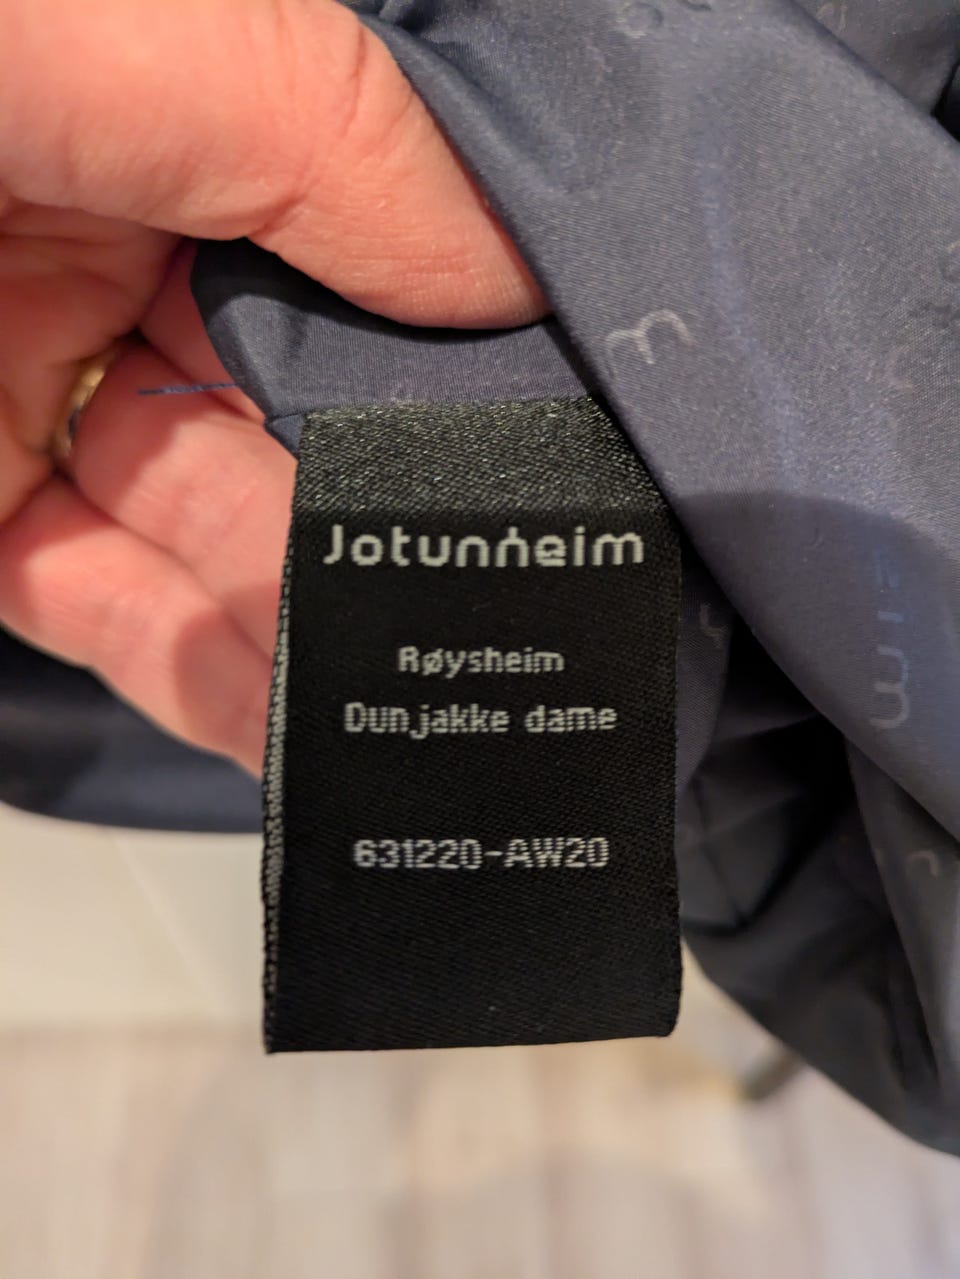 Jotunheim
Røysheim
Dunjakke dame
631220-AW20